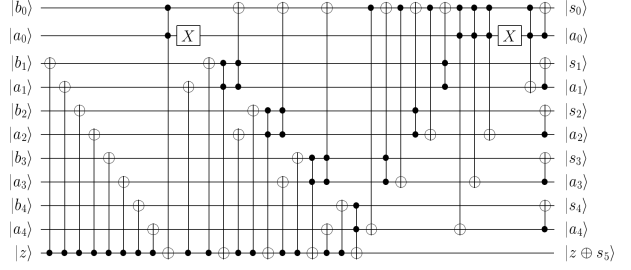 |b₀⟩ |s₀⟩
|a₀⟩ X X |a₀⟩
|b₁⟩ |s₁⟩
|a₁⟩ |a₁⟩
|b₂⟩ |s₂⟩
|a₂⟩ |a₂⟩
|b₃⟩ |s₃⟩
|a₃⟩ |a₃⟩
|b₄⟩ |s₄⟩
|a₄⟩ |a₄⟩
|z⟩ |z ⊕ s₅⟩